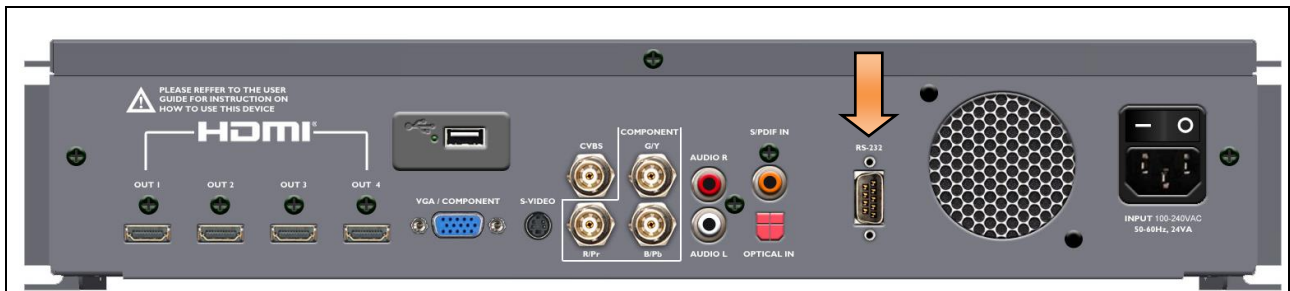 PLEASE REFFER TO THE USER
GUIDE FOR INSTRUCTION ON
HOW TO USE THIS DEVICE
HDMI®
OUT 1
OUT 2
OUT 3
OUT 4
VGA / COMPONENT
S-VIDEO
CVBS
COMPONENT
G/Y
R/Pr
B/Pb
AUDIO R
AUDIO L
S/PDIF IN
OPTICAL IN
RS-232
INPUT 100-240VAC
50-60Hz, 24VA